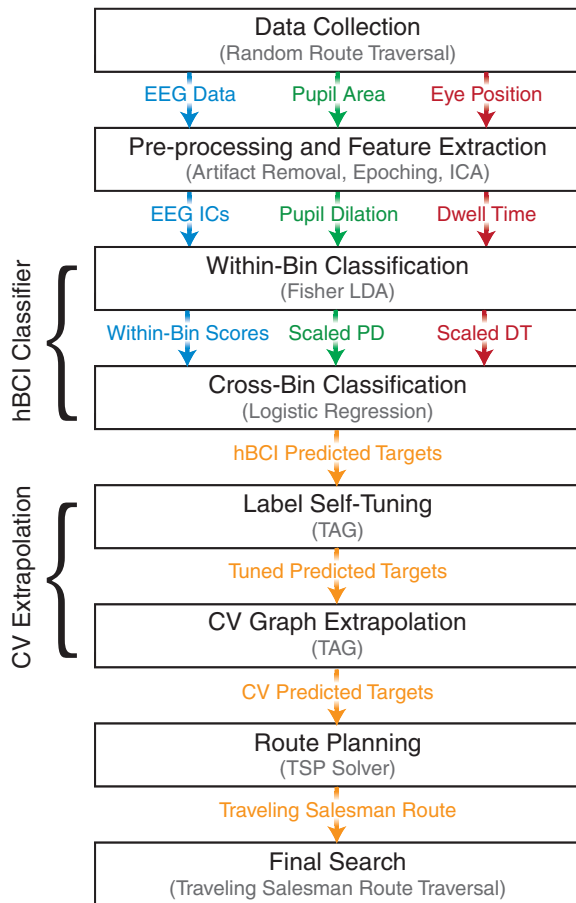 Data Collection
(Random Route Traversal)
EEG Data Pupil Area Eye Position
Pre-processing and Feature Extraction
(Artifact Removal, Epoching, ICA)
EEG ICs Pupil Dilation Dwell Time
hBCI Classifier
Within-Bin Classification
(Fisher LDA)
Within-Bin Scores Scaled PD Scaled DT
Cross-Bin Classification
(Logistic Regression)
hBCI Predicted Targets
CV Extrapolation
Label Self-Tuning
(TAG)
Tuned Predicted Targets
CV Graph Extrapolation
(TAG)
CV Predicted Targets
Route Planning
(TSP Solver)
Traveling Salesman Route
Final Search
(Traveling Salesman Route Traversal)